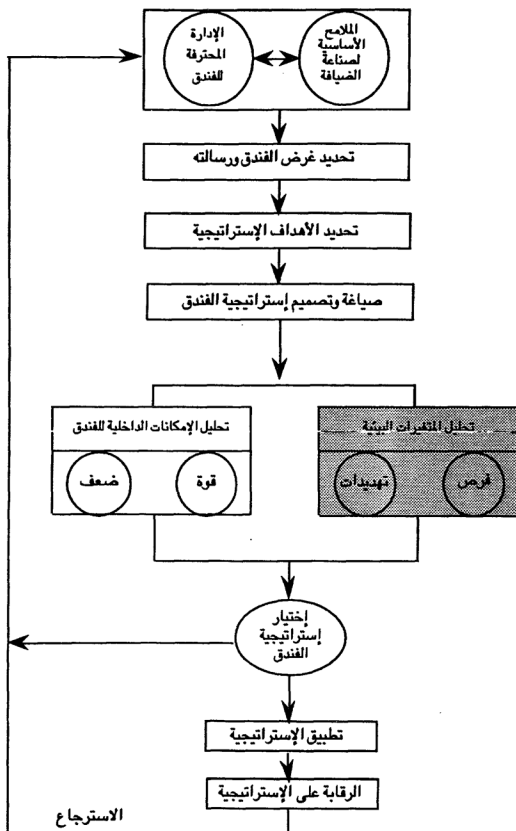 الملامح
الأساسية
لصناعة
الضيافة
الإدارة
المحترفة
للفندق
تحديد غرض الفندق ورسالته
تحديد الأهداف الإستراتيجية
صياغة وتصميم إستراتيجية الفندق
تحليل المتغيرات البيئية
فرص
تهديدات
تحليل الإمكانات الداخلية للفندق
قوة
ضعف
إختيار
إستراتيجية
الفندق
تطبيق الإستراتيجية
الرقابة على الإستراتيجية
الاسترجاع